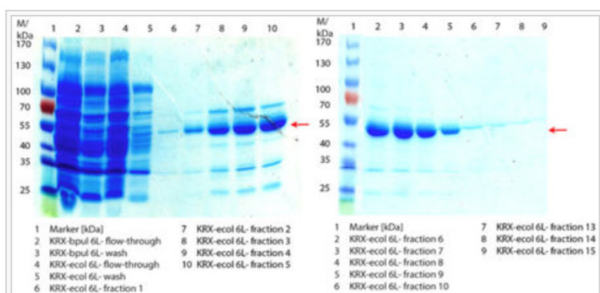 M/
kDa
1 2 3 4 5 6 7 8 9 10
170
130
100
70
55
40
35
25
1 Marker [kDa]
2 KRX-bpul 6L- flow-through
3 KRX-bpul 6L- wash
4 KRX-ecol 6L- flow-through
5 KRX-ecol 6L- wash
6 KRX-ecol 6L- fraction 1
7 KRX-ecol 6L- fraction 2
8 KRX-ecol 6L- fraction 3
9 KRX-ecol 6L- fraction 4
10 KRX-ecol 6L- fraction 5
M/
kDa
1 2 3 4 5 6 7 8 9
170
130
100
70
55
40
35
25
1 Marker [kDa]
2 KRX-ecol 6L- fraction 6
3 KRX-ecol 6L- fraction 7
4 KRX-ecol 6L- fraction 8
5 KRX-ecol 6L- fraction 9
6 KRX-ecol 6L- fraction 10
7 KRX-ecol 6L- fraction 13
8 KRX-ecol 6L- fraction 14
9 KRX-ecol 6L- fraction 15